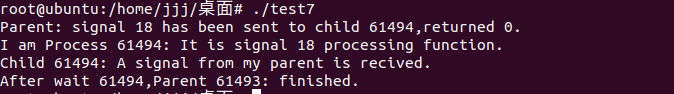 root@ubuntu:/home/jjj/桌面# ./test7
Parent: signal 18 has been sent to child 61494,returned 0.
I am Process 61494: It is signal 18 processing function.
Child 61494: A signal from my parent is recived.
After wait 61494,Parent 61493: finished.